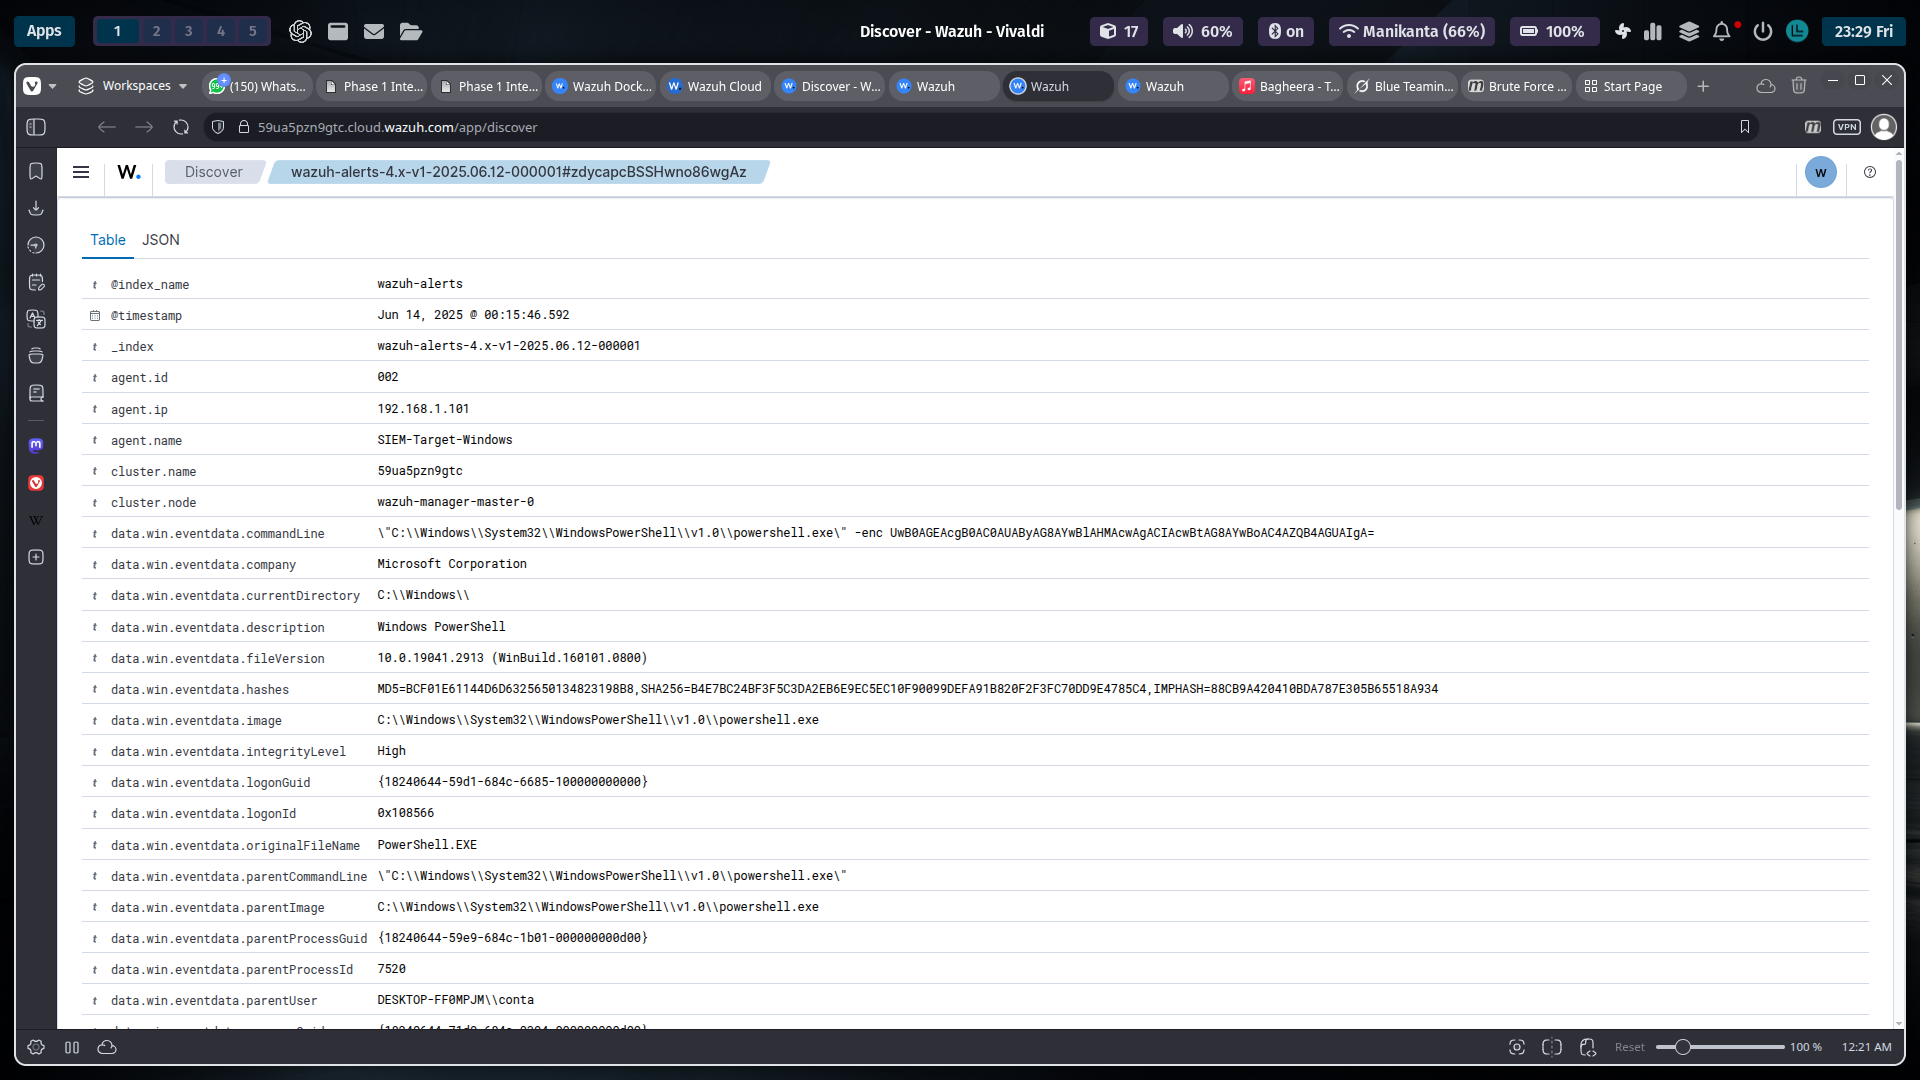 Apps 1 2 3 4 5 Discover - Wazuh - Vivaldi 17 60% on Manikanta (66%) 100% 23:29 Fri
Workspaces (150) Whats... Phase 1 Inte... Phase 1 Inte... Wazuh Dock... Wazuh Cloud Discover - W... Wazuh Wazuh Wazuh Bagheera - T... Blue Teamin... Brute Force ... Start Page
59ua5pzn9gtc.cloud.wazuh.com/app/discover VPN
W. Discover wazuh-alerts-4.x-v1-2025.06.12-000001#zdycapcBSSHwno86wgAz W
Table JSON
t @index_name wazuh-alerts
@timestamp Jun 14, 2025 @ 00:15:46.592
t _index wazuh-alerts-4.x-v1-2025.06.12-000001
t agent.id 002
t agent.ip 192.168.1.101
t agent.name SIEM-Target-Windows
t cluster.name 59ua5pzn9gtc
t cluster.node wazuh-manager-master-0
t data.win.eventdata.commandLine \"C:\\Windows\\System32\\WindowsPowerShell\\v1.0\\powershell.exe\" -enc UwB0AGEAcgB0AC0AUAByAG8AYwBlAHMAcwAgACIAcwBtAG8AYwBoAC4AZQB4AGUAIgA=
t data.win.eventdata.company Microsoft Corporation
t data.win.eventdata.currentDirectory C:\\Windows\\
t data.win.eventdata.description Windows PowerShell
t data.win.eventdata.fileVersion 10.0.19041.2913 (WinBuild.160101.0800)
t data.win.eventdata.hashes MD5=BCF01E61144D6D6325650134823198B8,SHA256=B4E7BC24BF3F5C3DA2EB6E9EC5EC10F90099DEFA91B820F2F3FC70DD9E4785C4,IMPHASH=88CB9A420410BDA787E305B65518A934
t data.win.eventdata.image C:\\Windows\\System32\\WindowsPowerShell\\v1.0\\powershell.exe
t data.win.eventdata.integrityLevel High
t data.win.eventdata.logonGuid {18240644-59d1-684c-6685-100000000000}
t data.win.eventdata.logonId 0x108566
t data.win.eventdata.originalFileName PowerShell.EXE
t data.win.eventdata.parentCommandLine \"C:\\Windows\\System32\\WindowsPowerShell\\v1.0\\powershell.exe\"
t data.win.eventdata.parentImage C:\\Windows\\System32\\WindowsPowerShell\\v1.0\\powershell.exe
t data.win.eventdata.parentProcessGuid {18240644-59e9-684c-1b01-000000000d00}
t data.win.eventdata.parentProcessId 7520
t data.win.eventdata.parentUser DESKTOP-FF0MPJM\\conta
Reset 100 % 12:21 AM